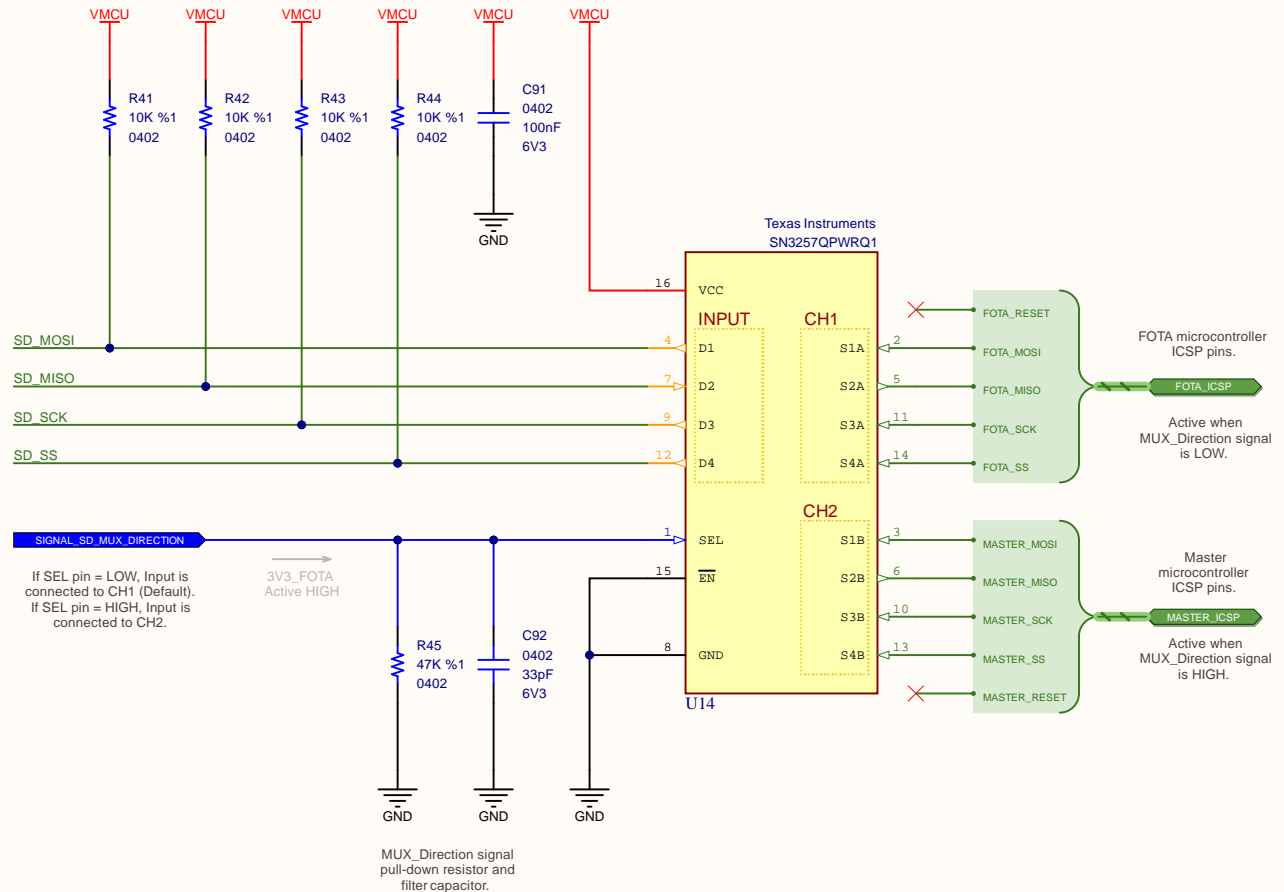 VMCU
VMCU
VMCU
VMCU
VMCU
VMCU
R41
10K %1
0402
R42
10K %1
0402
R43
10K %1
0402
R44
10K %1
0402
C91
0402
100nF
6V3
GND
Texas Instruments
SN3257QPWRQ1
16
VCC
INPUT
CH1
SD_MOSI
4
D1
S1A
2
SD_MISO
7
D2
S2A
5
SD_SCK
9
D3
S3A
11
SD_SS
12
D4
S4A
14
FOTA_RESET
FOTA_MOSI
FOTA_MISO
FOTA_SCK
FOTA_SS
FOTA microcontroller
ICSP pins.
FOTA_ICSP
Active when
MUX_Direction signal
is LOW.
CH2
SIGNAL_SD_MUX_DIRECTION
1
SEL
S1B
3
15
EN
S2B
6
S3B
10
8
GND
S4B
13
U14
MASTER_MOSI
MASTER_MISO
MASTER_SCK
MASTER_SS
MASTER_RESET
Master
microcontroller
ICSP pins.
MASTER_ICSP
Active when
MUX_Direction signal
is HIGH.
If SEL pin = LOW, Input is
connected to CH1 (Default).
If SEL pin = HIGH, Input is
connected to CH2.
3V3_FOTA
Active HIGH
R45
47K %1
0402
C92
0402
33pF
6V3
GND
GND
GND
MUX_Direction signal
pull-down resistor and
filter capacitor.